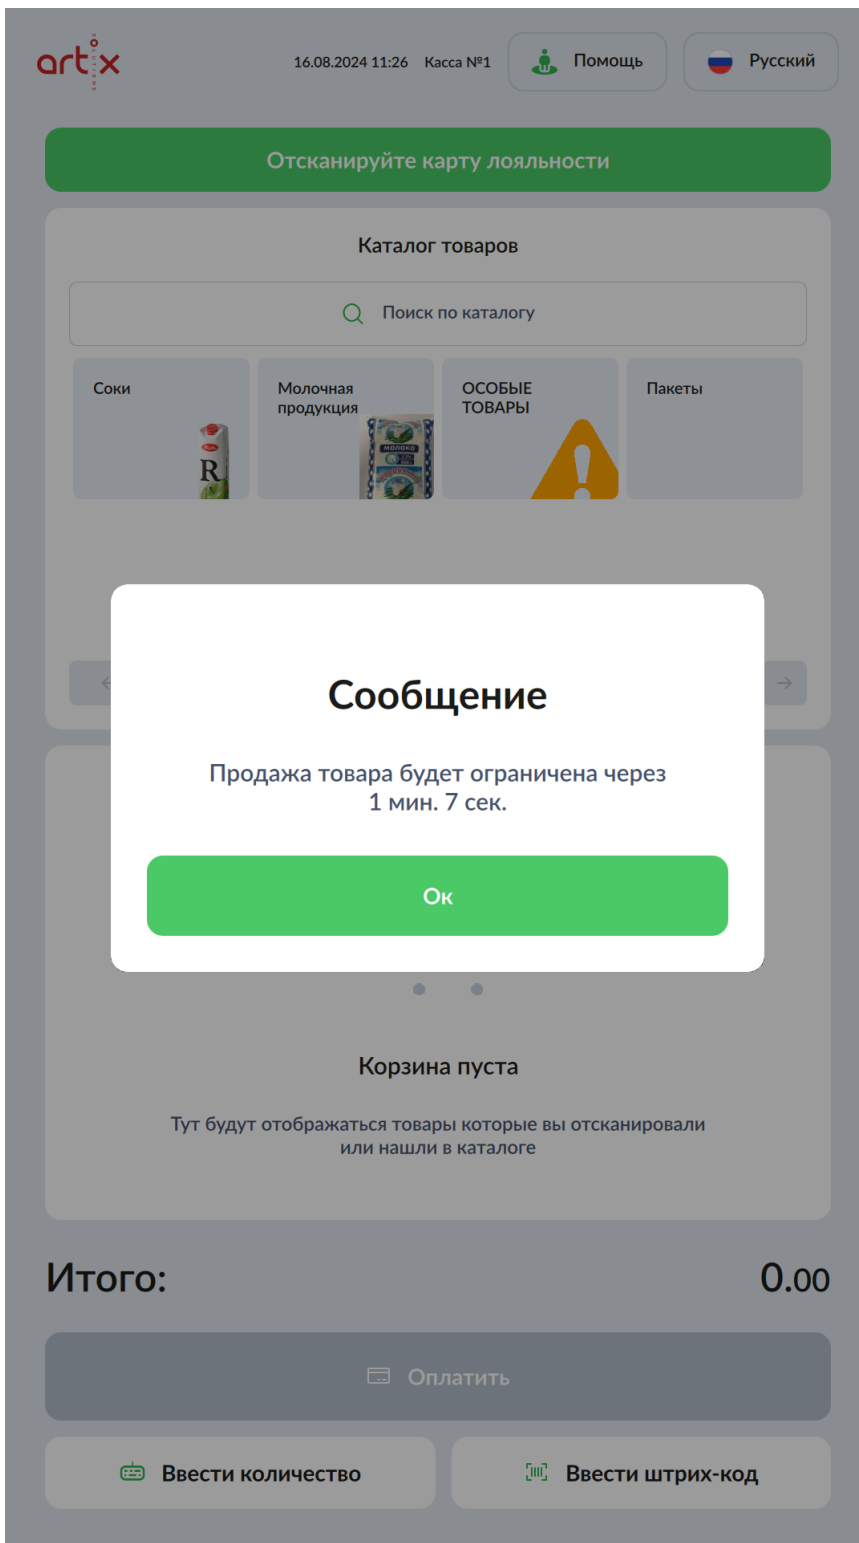 artix
SOLUTIONS
16.08.2024 11:26 Касса №1
Помощь
Русский
Отсканируйте карту лояльности
Каталог товаров
Поиск по каталогу
Соки
R
Молочная
продукция
МОЛОКО
ОСОБЫЕ
ТОВАРЫ
Пакеты
Сообщение
Продажа товара будет ограничена через
1 мин. 7 сек.
Ок
Корзина пуста
Тут будут отображаться товары которые вы отсканировали
или нашли в каталоге
Итого:
0.00
Оплатить
Ввести количество
Ввести штрих-код